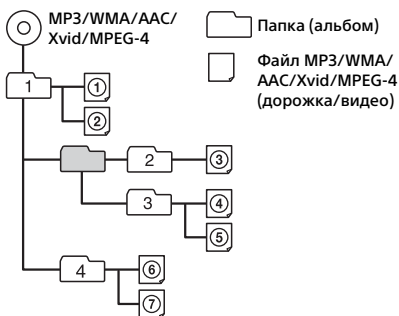 MP3/WMA/AAC/
Xvid/MPEG-4
Папка (альбом)
Файл MP3/WMA/
AAC/Xvid/MPEG-4
(дорожка/видео)
1
①
②
2
③
3
④
⑤
4
⑥
⑦